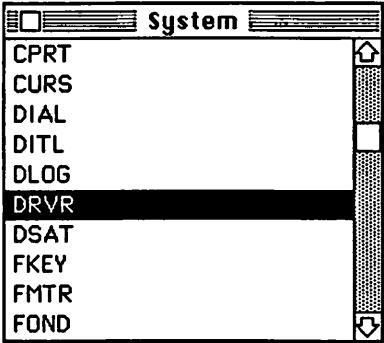 System
CPRT
CURS
DIAL
DITL
DLOG
DRVR
DSAT
FKEY
FMTR
FOND